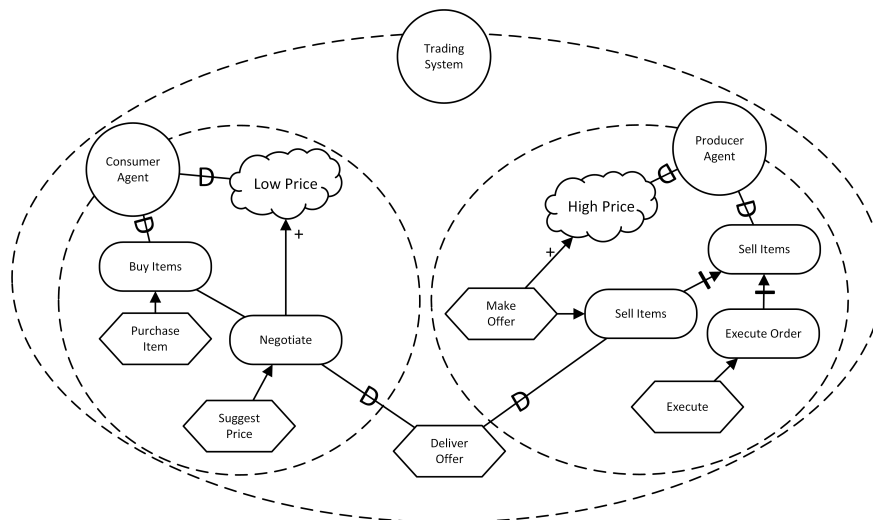 Trading
System
Consumer
Agent
D
Low Price
D
+
Buy Items
Purchase
Item
Negotiate
Suggest
Price
D
Deliver
Offer
D
Producer
Agent
D
High Price
D
+
Sell Items
Make
Offer
Sell Items
Execute Order
Execute